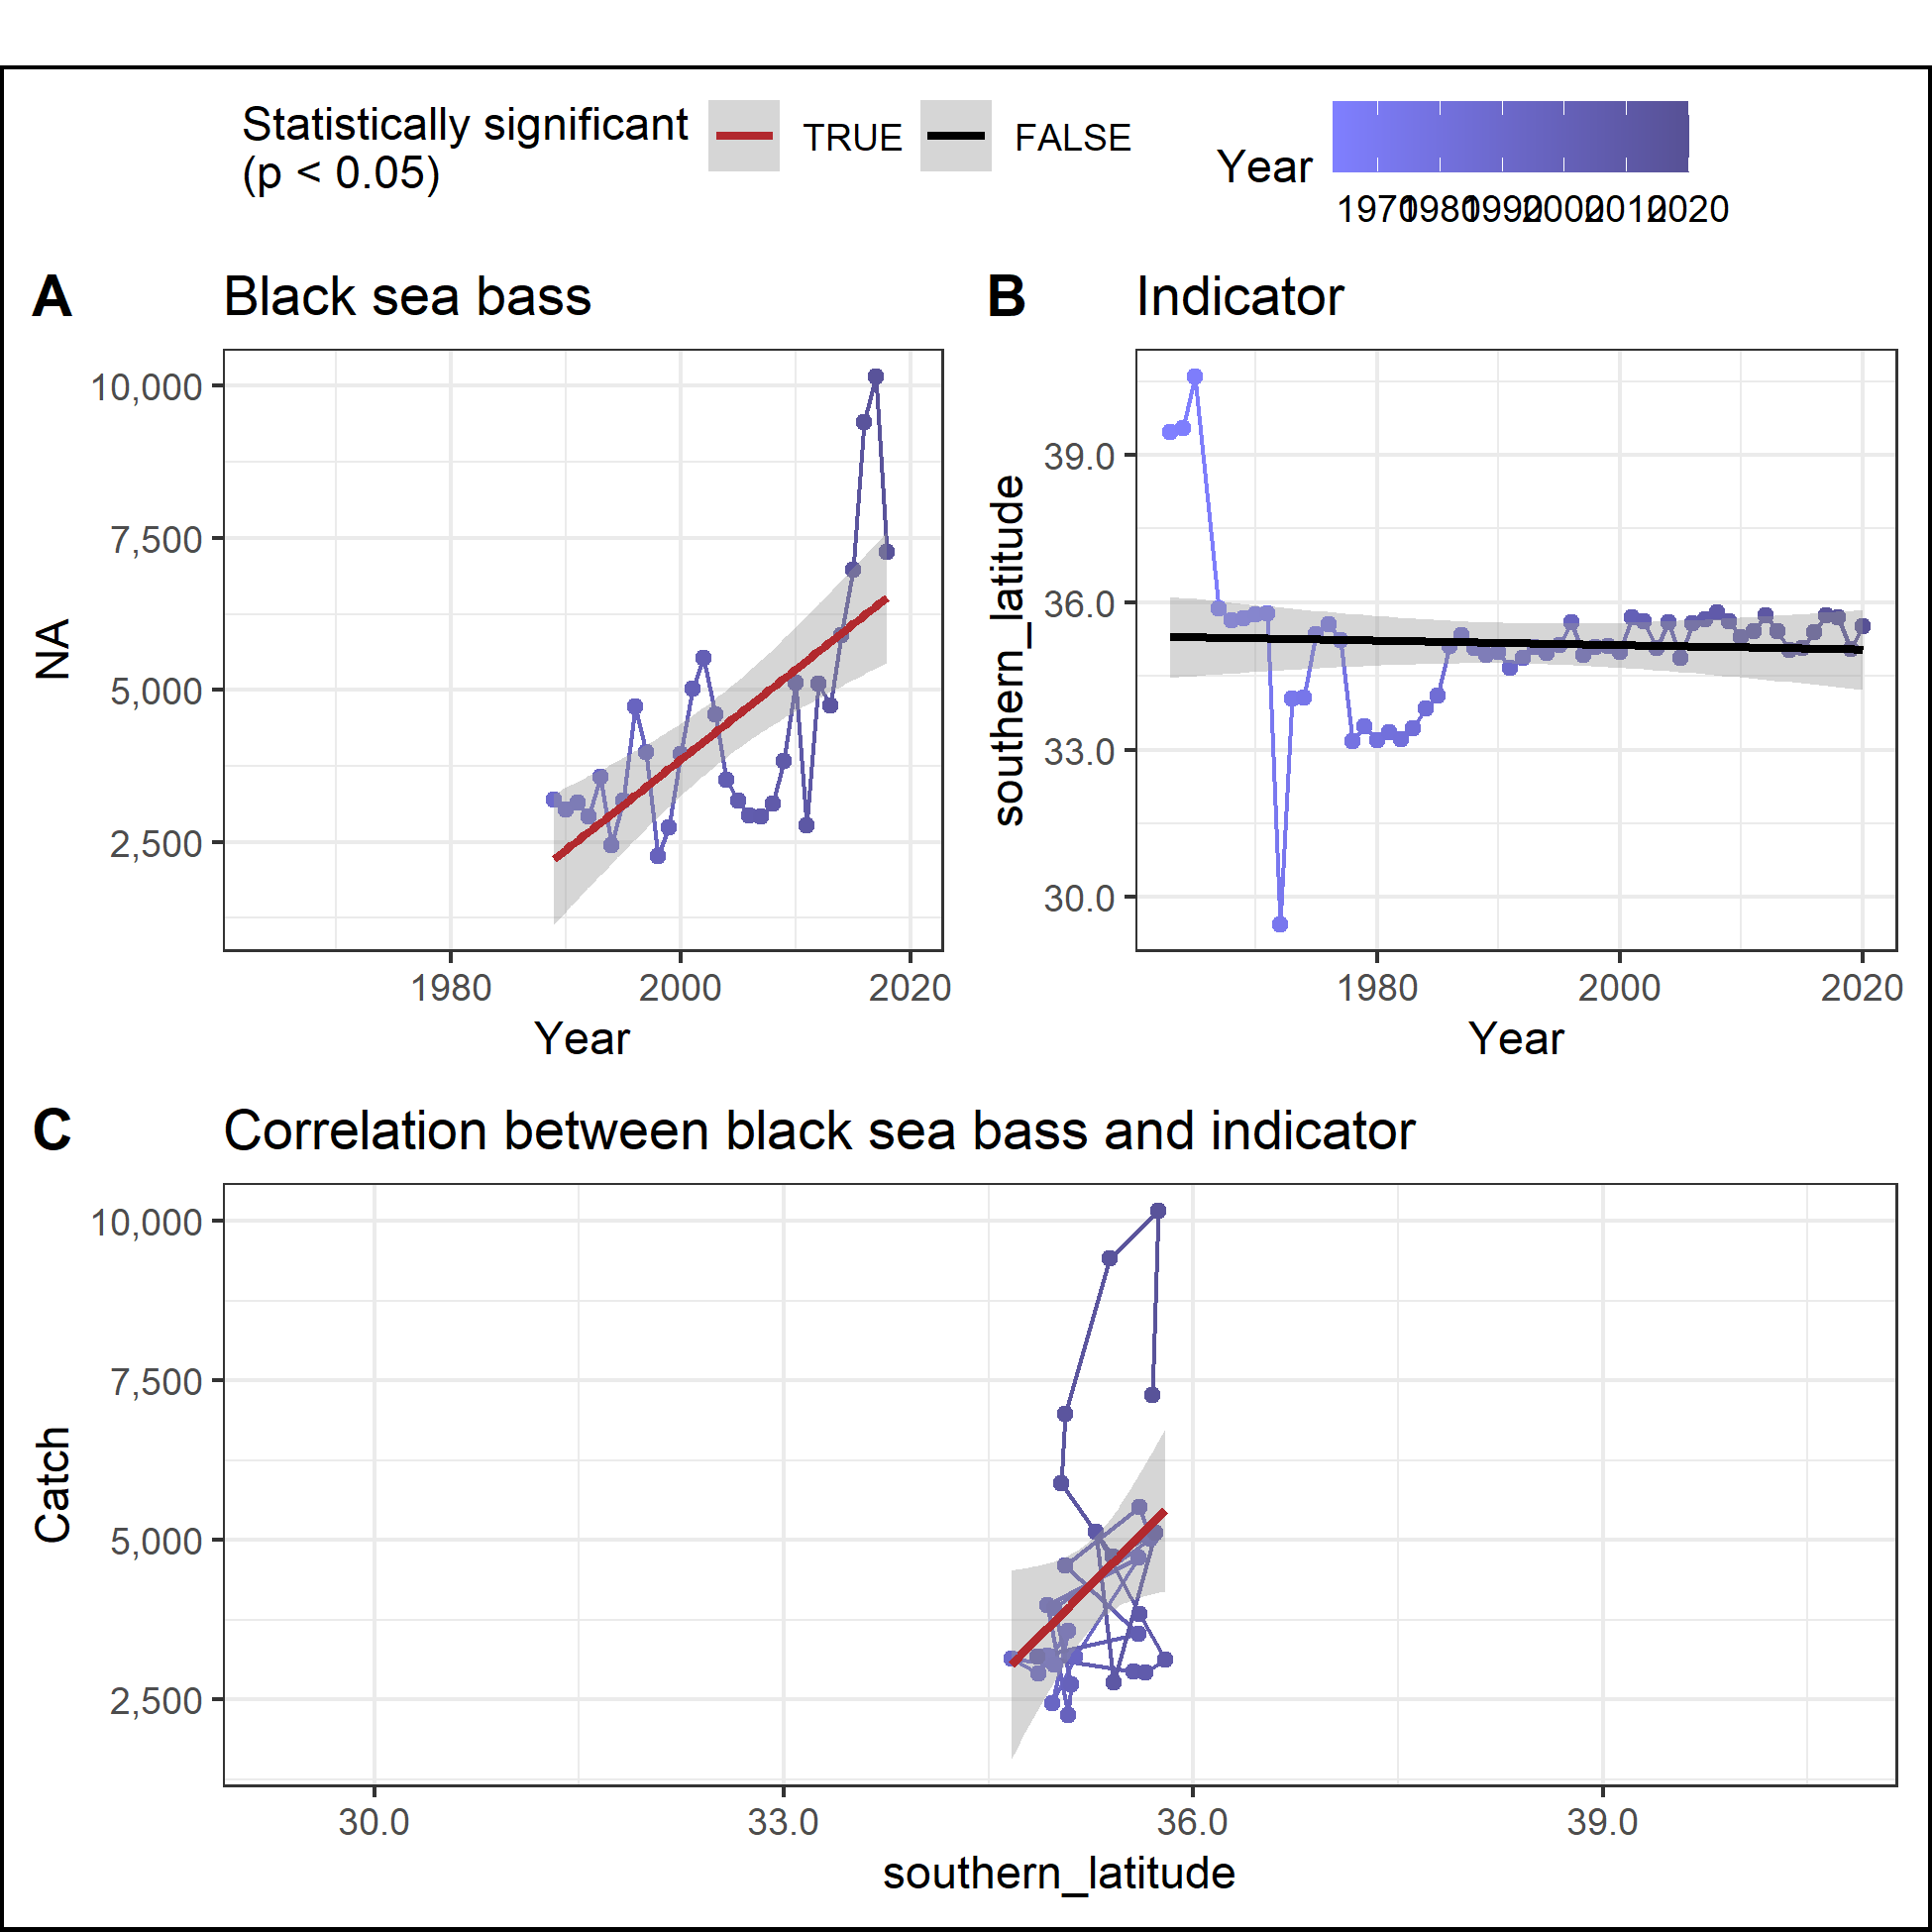 Statistically significant
(p < 0.05)
TRUE
FALSE
Year
1970 1980 1990 2000 2010 2020
A
Black sea bass
10,000
7,500
5,000
2,500
NA
1980 2000 2020
Year
B
Indicator
39.0
36.0
33.0
30.0
southern_latitude
1980 2000 2020
Year
C
Correlation between black sea bass and indicator
10,000
7,500
5,000
2,500
Catch
30.0 33.0 36.0 39.0
southern_latitude